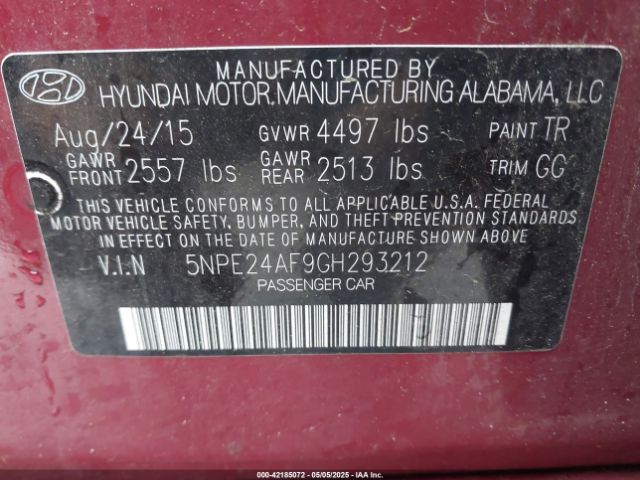 MANUFACTURED BY
HYUNDAI MOTOR MANUFACTURING ALABAMA, LLC
Aug/24/15 GVWR 4497 lbs PAINT TR
GAWR FRONT 2557 lbs GAWR REAR 2513 lbs TRIM GG
THIS VEHICLE CONFORMS TO ALL APPLICABLE U.S.A. FEDERAL
MOTOR VEHICLE SAFETY, BUMPER, AND THEFT PREVENTION STANDARDS
IN EFFECT ON THE DATE OF MANUFACTURE SHOWN ABOVE.
V.I.N 5NPE24AF9GH293212
PASSENGER CAR
000-42185072 - 05/05/2025 - IAAI.COM